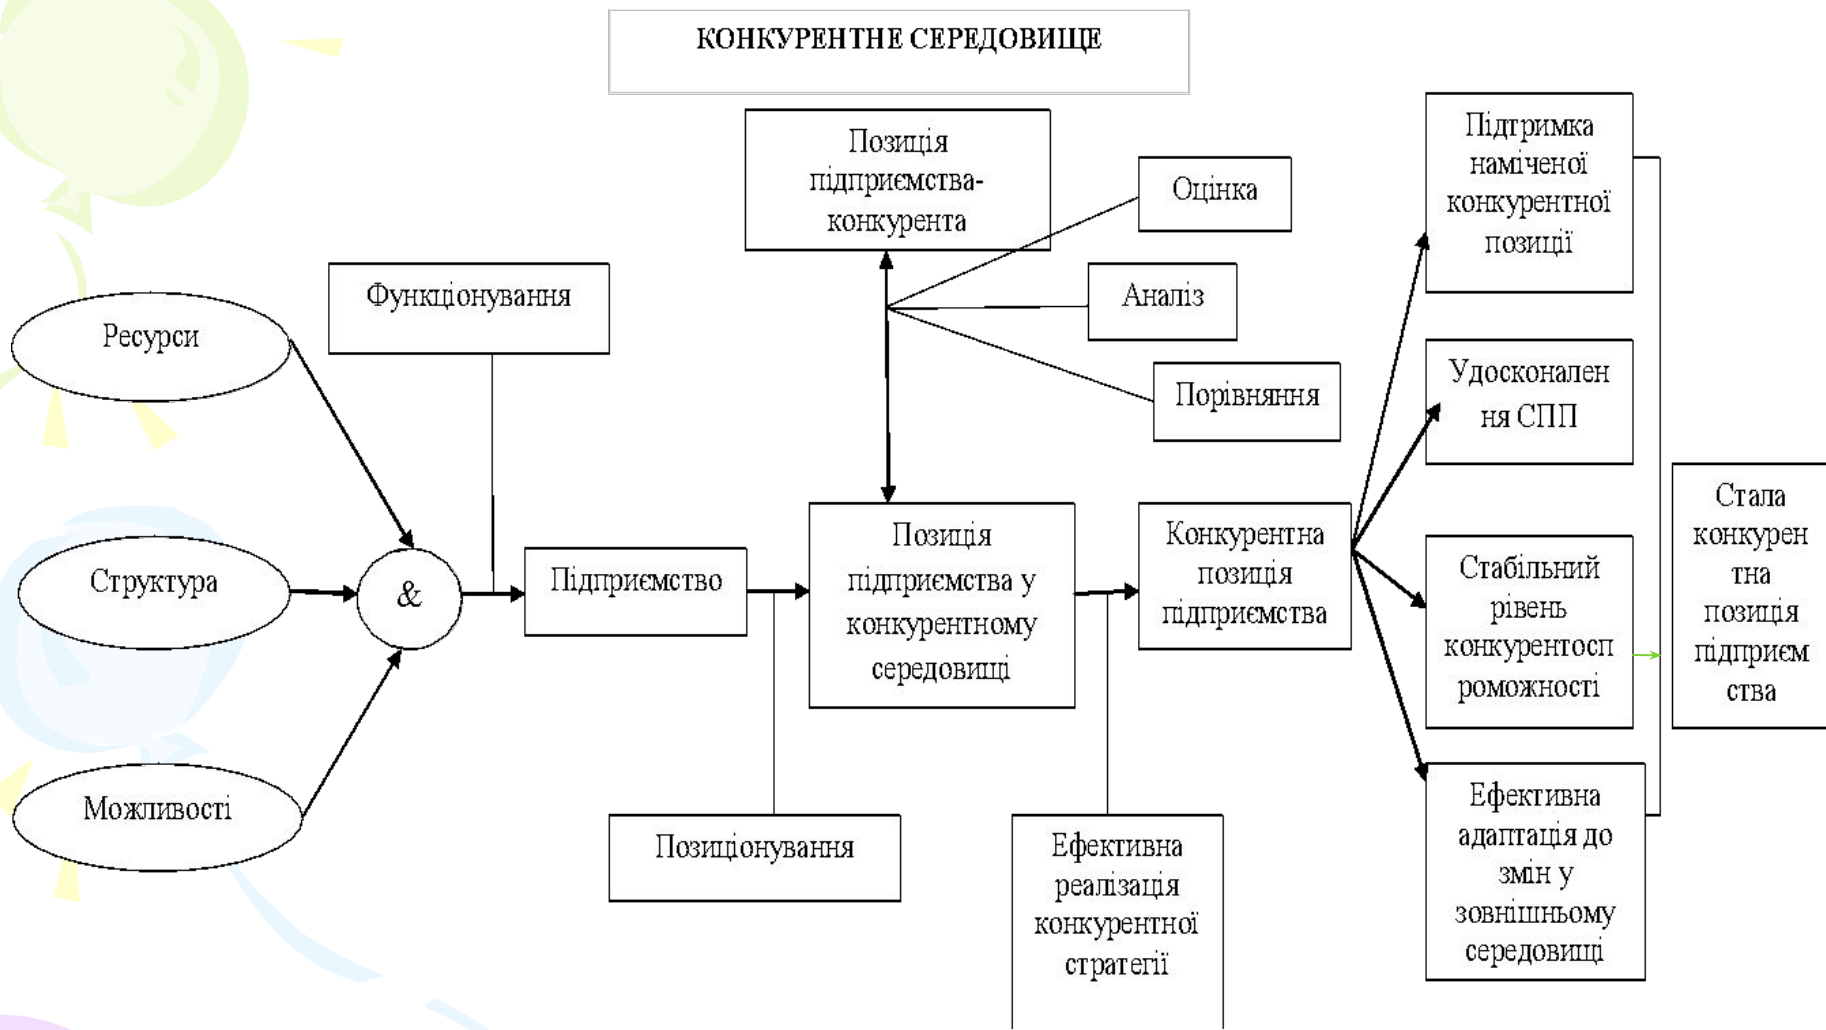 КОНКУРЕНТНЕ СЕРЕДОВИЩЕ
Позиція
підприємства-
конкурента
Оцінка
Аналіз
Порівняння
Функціонування
Ресурси
Структура
Можливості
&
Підприємство
Позиціонування
Позиція
підприємства у
конкурентному
середовищі
Ефективна
реалізація
конкурентної
стратегії
Конкурентна
позиція
підприємства
Підтримка
наміченої
конкурентної
позиції
Удосконален
ня СПП
Стабільний
рівень
конкурентосп
роможності
Ефективна
адаптація до
змін у
зовнішньому
середовищі
Стала
конкурен
тна
позиція
підприєм
ства